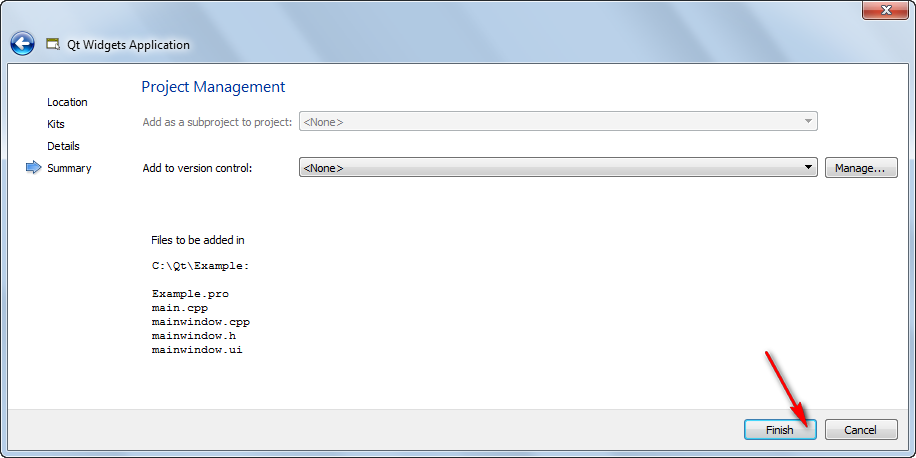 Qt Widgets Application
Project Management
Location
Kits
Details
Summary
Add as a subproject to project: <None>
Add to version control: <None> Manage...
Files to be added in
C:\Qt\Example:
Example.pro
main.cpp
mainwindow.cpp
mainwindow.h
mainwindow.ui
Finish Cancel